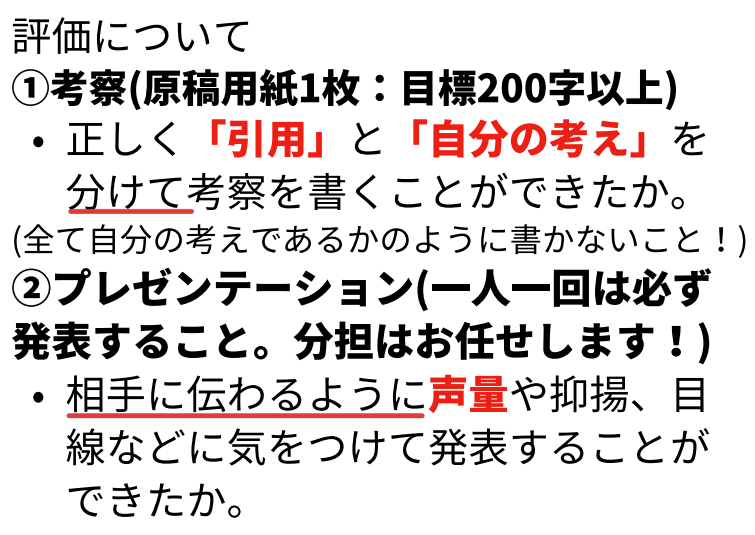 評価について
①考察(原稿用紙1枚：目標200字以上)
• 正しく「引用」と「自分の考え」を
分けて考察を書くことができたか。
(全て自分の考えであるかのように書かないこと！)
②プレゼンテーション(一人一回は必ず
発表すること。分担はお任せします！)
• 相手に伝わるように声量や抑揚、目
線などに気をつけて発表することが
できたか。